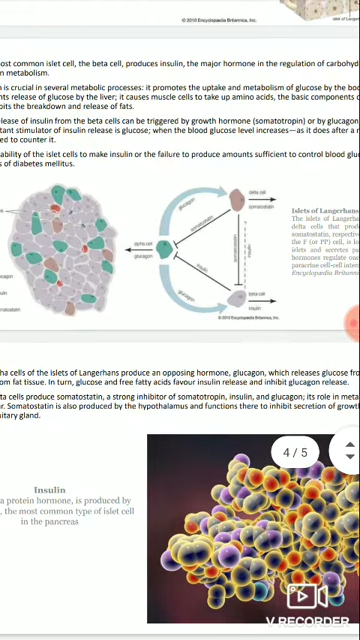 © 2010 Encyclopædia Britannica, Inc.
regulation of carbohyd
ost common islet cell, the beta cell, produces insulin, the major hormone in the regulation of carbohyd
n metabolism.
n is crucial in several metabolic processes: it promotes the uptake and metabolism of glucose by the bo
nts release of glucose by the liver; it causes muscle cells to take up amino acids, the basic components
bits the breakdown and release of fats.
lease of insulin from the beta cells can be triggered by growth hormone (somatotropin) or by glucagon
tant stimulator of insulin release is glucose; when the blood glucose level increases—as it does after a
ed to counter it.
ability of the islet cells to make insulin or the failure to produce amounts sufficient to control blood glu
s of diabetes mellitus.
delta cell
somatostatin
glucagon
somatostatin
alpha cell
glucagon
somatostatin
insulin
insulin
glucagon
beta cell
insulin
© 2010 Encyclopædia Britannica, Inc.
cagon
ulin
matostatin
Islets of Langerhans
The islets of Langerha
delta cells that prod
somatostatin, respective
the F (or PP) cell, is lo
islets and secretes pa
hormones regulate one
paracrine cell-cell inter
Encyclopædia Britannic
ha cells of the islets of Langerhans produce an opposing hormone, glucagon, which releases glucose fro
om fat tissue. In turn, glucose and free fatty acids favour insulin release and inhibit glucagon release.
ta cells produce somatostatin, a strong inhibitor of somatotropin, insulin, and glucagon; its role in meta
r. Somatostatin is also produced by the hypothalamus and functions there to inhibit secretion of growt
uitary gland.
4 / 5
Insulin
a protein hormone, is produced by
, the most common type of islet cell
in the pancreas
V RECORDER